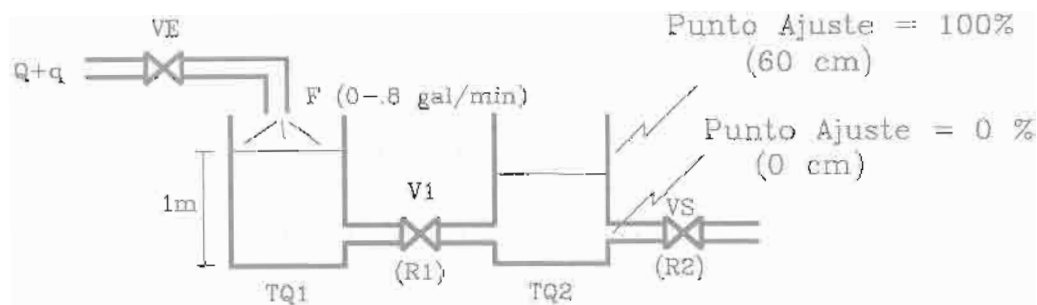 VE
Punto Ajuste = 100%
(60 cm)
Q+q
F (0-.8 gal/min)
Punto Ajuste = 0 %
(0 cm)
1m
V1
VS
(R1)
(R2)
TQ1
TQ2